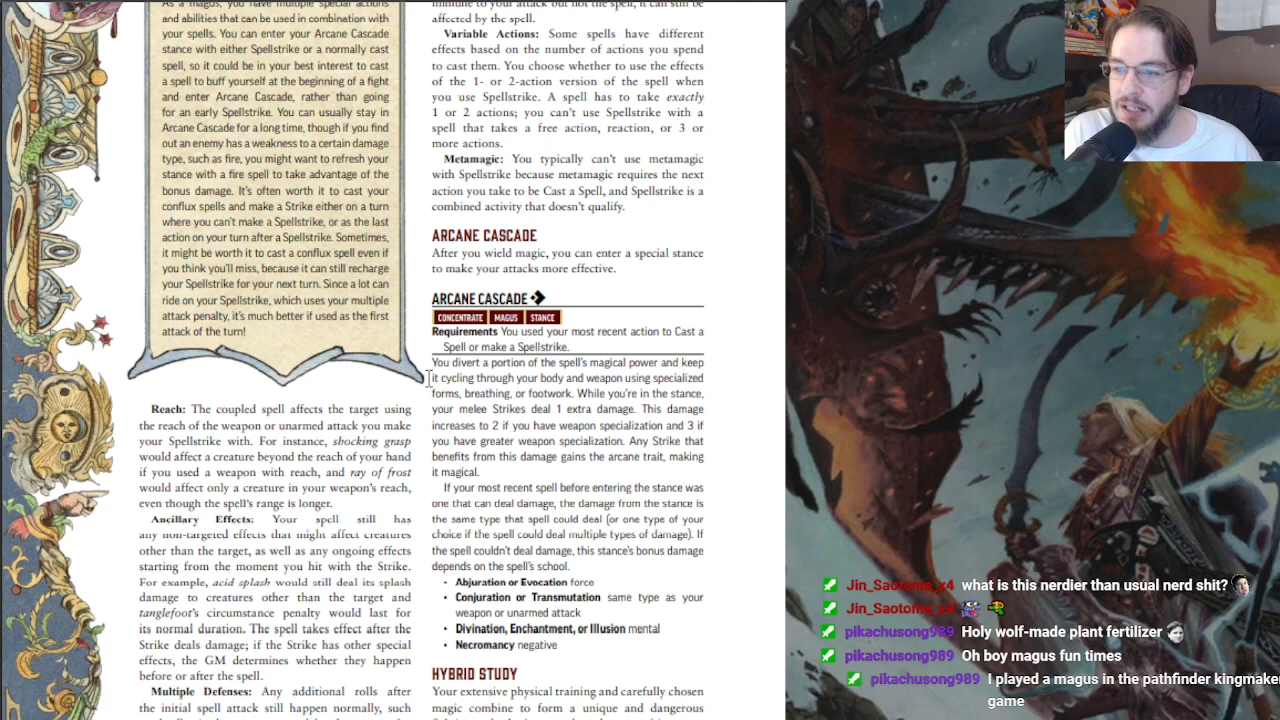 As a magus, you have multiple special actions
and abilities that can be used in combination with
your spells. You can enter your Arcane Cascade
stance with either Spellstrike or a normally cast
spell, so it could be in your best interest to cast
a spell to buff yourself at the beginning of a fight
and enter Arcane Cascade, rather than going
for an early Spellstrike. You can usually stay in
Arcane Cascade for a long time, though if you find
out an enemy has a weakness to a certain damage
type, such as fire, you might want to refresh your
stance with a fire spell to take advantage of the
bonus damage. It's often worth it to cast your
conflux spells and make a Strike either on a turn
where you can't make a Spellstrike, or as the last
action on your turn after a Spellstrike. Sometimes,
it might be worth it to cast a conflux spell even if
you think you'll miss, because it can still recharge
your Spellstrike for your next turn. Since a lot can
ride on your Spellstrike, which uses your multiple
attack penalty, it's much better if used as the first
attack of the turn!
Reach: The coupled spell affects the target using
the reach of the weapon or unarmed attack you make
your Spellstrike with. For instance, shocking grasp
would affect a creature beyond the reach of your hand
if you used a weapon with reach, and ray of frost
would affect only a creature in your weapon's reach,
even though the spell's range is longer.
Ancillary Effects: Your spell still has
any non-targeted effects that might affect creatures
other than the target, as well as any ongoing effects
starting from the moment you hit with the Strike.
For example, acid splash would still deal its splash
damage to creatures other than the target and
tanglefoot's circumstance penalty would last for
its normal duration. The spell takes effect after the
Strike deals damage; if the Strike has other special
effects, the GM determines whether they happen
before or after the spell.
Multiple Defenses: Any additional rolls after
the initial spell attack still happen normally, such
immune to your attack but not the spell, it can still be
affected by the spell.
Variable Actions: Some spells have different
effects based on the number of actions you spend
to cast them. You choose whether to use the effects
of the 1- or 2-action version of the spell when
you use Spellstrike. A spell has to take exactly
1 or 2 actions; you can't use Spellstrike with a
spell that takes a free action, reaction, or 3 or
more actions.
Metamagic: You typically can't use metamagic
with Spellstrike because metamagic requires the next
action you take to be Cast a Spell, and Spellstrike is a
combined activity that doesn't qualify.
ARCANE CASCADE
After you wield magic, you can enter a special stance
to make your attacks more effective.
ARCANE CASCADE
CONCENTRATE MAGUS STANCE
Requirements You used your most recent action to Cast a
Spell or make a Spellstrike.
You divert a portion of the spell's magical power and keep
it cycling through your body and weapon using specialized
forms, breathing, or footwork. While you're in the stance,
your melee Strikes deal 1 extra damage. This damage
increases to 2 if you have weapon specialization and 3 if
you have greater weapon specialization. Any Strike that
benefits from this damage gains the arcane trait, making
it magical.
If your most recent spell before entering the stance was
one that can deal damage, the damage from the stance is
the same type that spell could deal (or one type of your
choice if the spell could deal multiple types of damage). If
the spell couldn't deal damage, this stance's bonus damage
depends on the spell's school.
• Abjuration or Evocation force
• Conjuration or Transmutation same type as your
weapon or unarmed attack
• Divination, Enchantment, or Illusion mental
• Necromancy negative
HYBRID STUDY
Your extensive physical training and carefully chosen
magic combine to form a unique and dangerous
Jin_Saotome_x4 what is this nerdier than usual nerd shit?
Jin_Saotome_x4
pikachusong989 Holy wolf-made plant fertilizer
pikachusong989 Oh boy magus fun times
pikachusong989 I played a magus in the pathfinder kingmaker
game